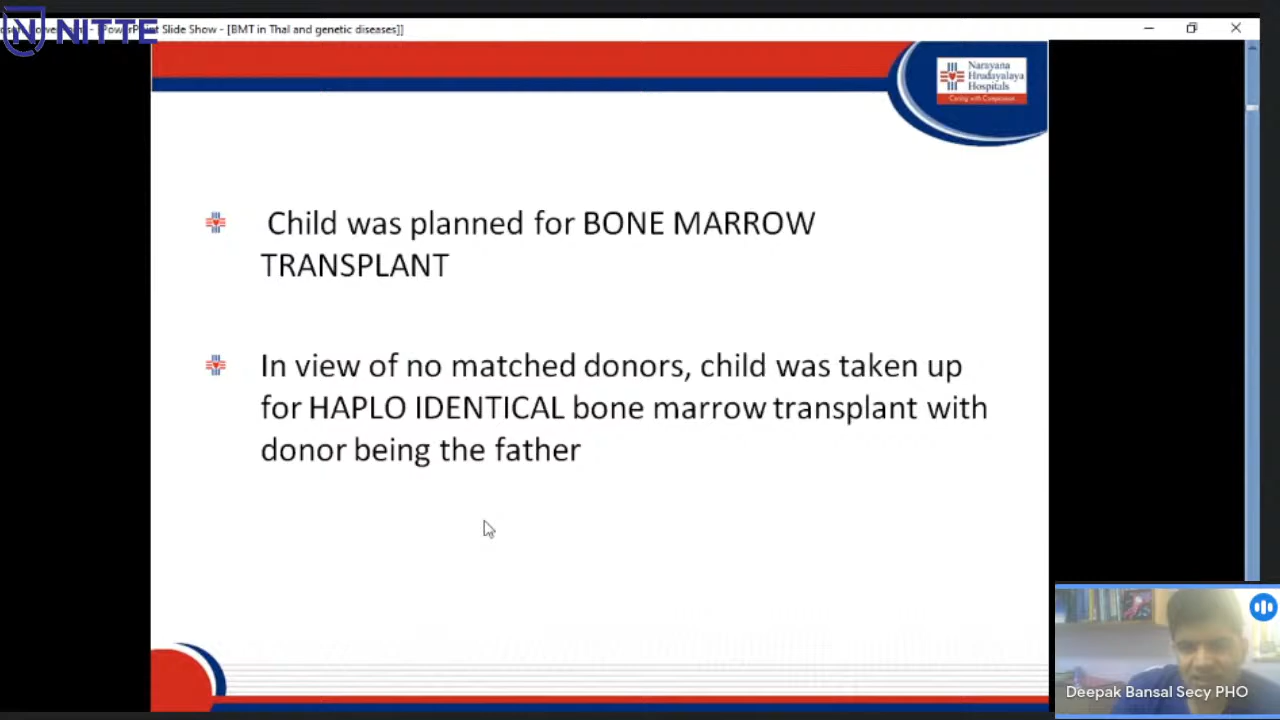 NITTE
PowerPoint Slide Show - [BMT in Thal and genetic diseases]]
Narayana
Hrudayalaya
Hospitals
Caring with Compassion
Child was planned for BONE MARROW
TRANSPLANT
In view of no matched donors, child was taken up
for HAPLO IDENTICAL bone marrow transplant with
donor being the father
Deepak Bansal Secy PHO